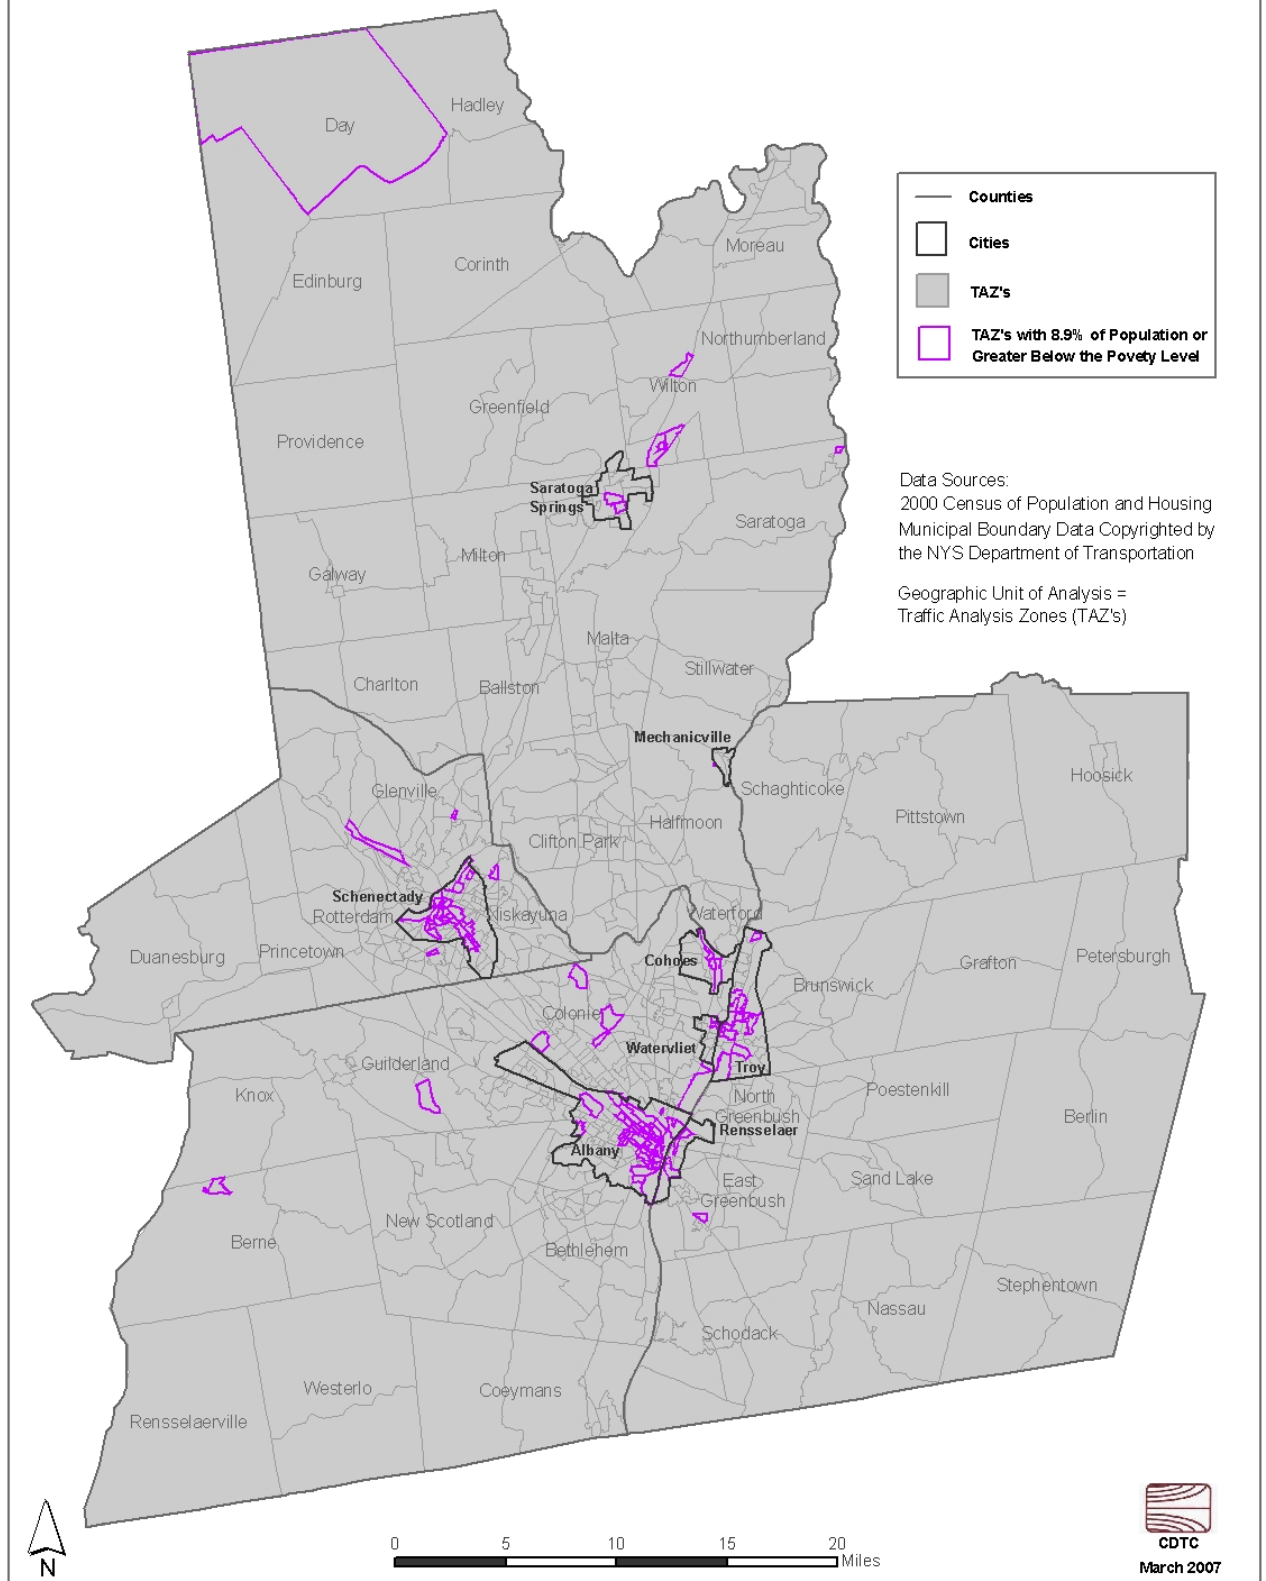 Hadley
Day
Counties
Cities
TAZ's
TAZ's with 8.9% of Population or
Greater Below the Povety Level
Moreau
Corinth
Edinburg
Northumberland
Wilton
Greenfield
Providence
Saratoga
Springs
Data Sources:
2000 Census of Population and Housing
Municipal Boundary Data Copyrighted by
the NYS Department of Transportation
Geographic Unit of Analysis =
Traffic Analysis Zones (TAZ's)
Saratoga
Milton
Galway
Malta
Stillwater
Charlton
Ballston
Mechanicville
Hoosick
Schaghticoke
Glenville
Pittstown
Halfmoon
Clifton Park
Schenectady
Rotterdam
Niskayuna
Waterford
Princetown
Duanesburg
Cohoes
Petersburgh
Grafton
Brunswick
Colonie
Watervliet
Guilderland
Troy
Knox
North
Greenbush
Poestenkill
Berlin
Rensselaer
Albany
East
Greenbush
Sand Lake
New Scotland
Berne
Bethlehem
Stephentown
Nassau
Schodack
Westerlo
Coeymans
Rensselaerville
N
0 5 10 15 20
Miles
CDTC
March 2007